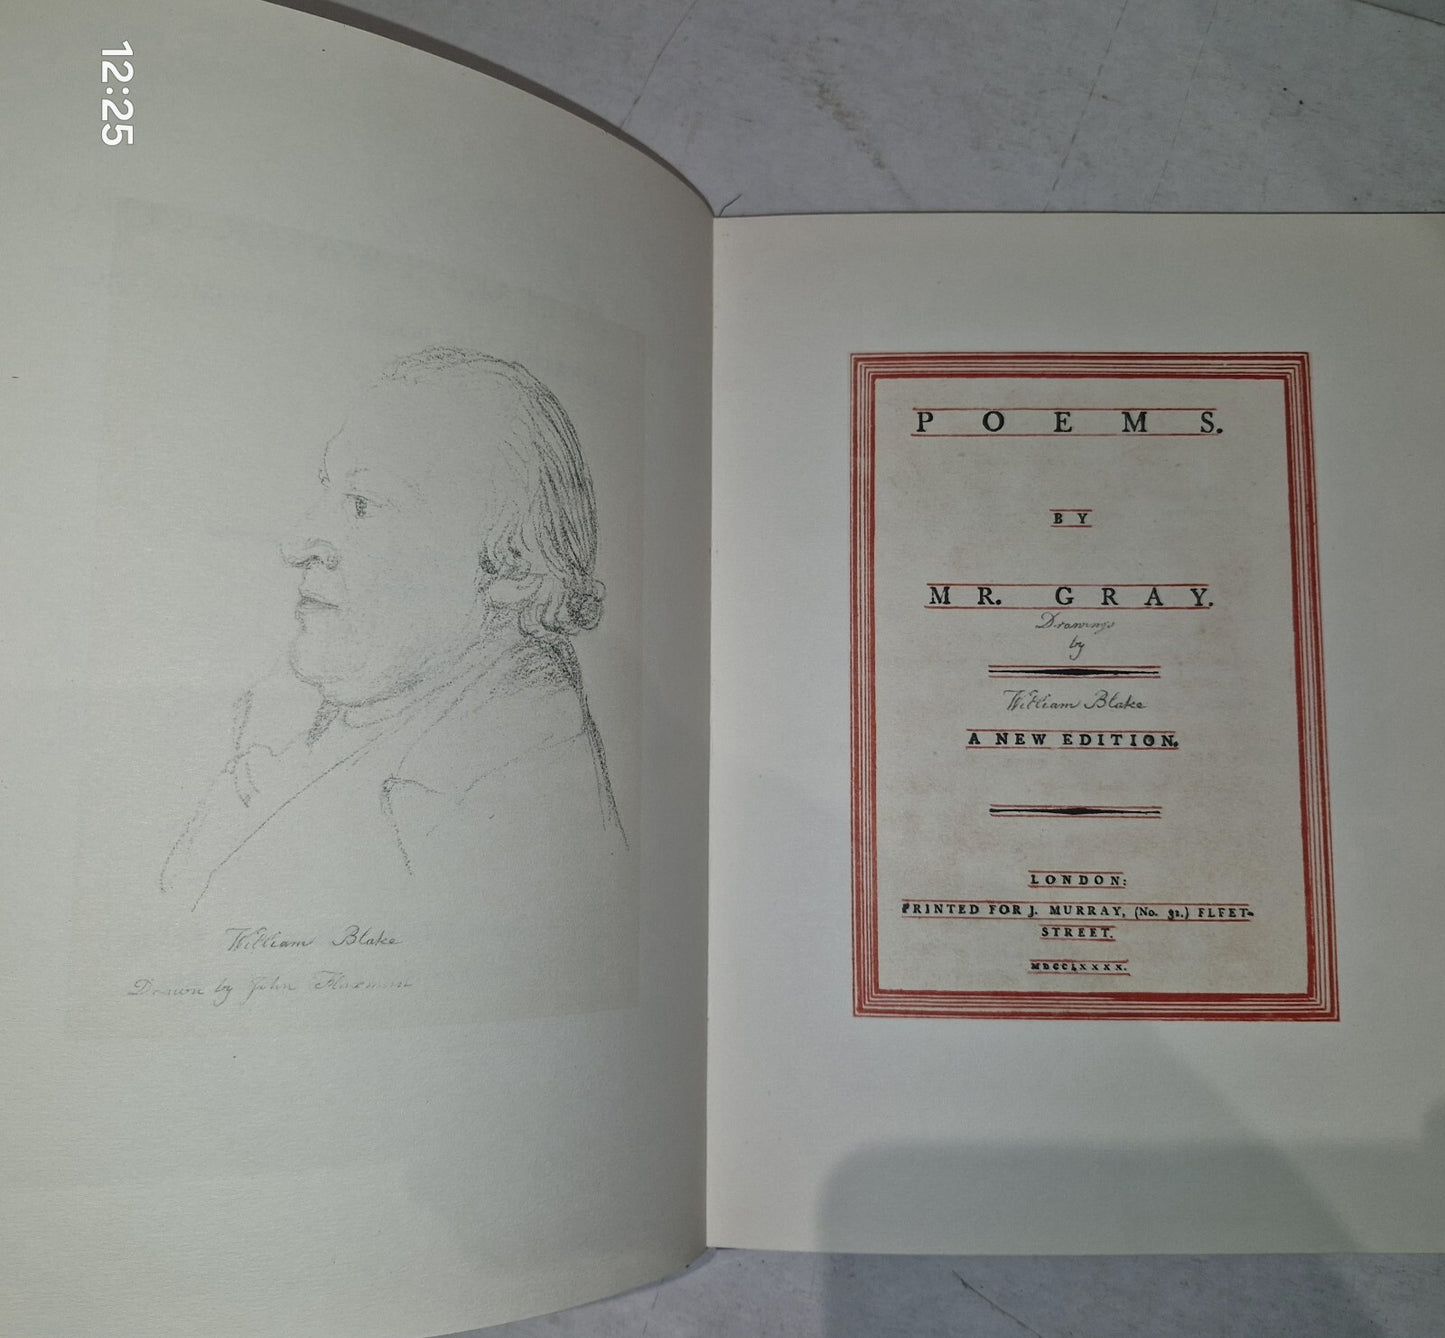 12:25
William Blake
Drawn by John Flaxman
POEMS.
BY
MR. GRAY.
Drawings
by
William Blake
A NEW EDITION.
LONDON:
PRINTED FOR J. MURRAY, (No. 32.) FLEET-
STREET.
MDCCLXXXX.